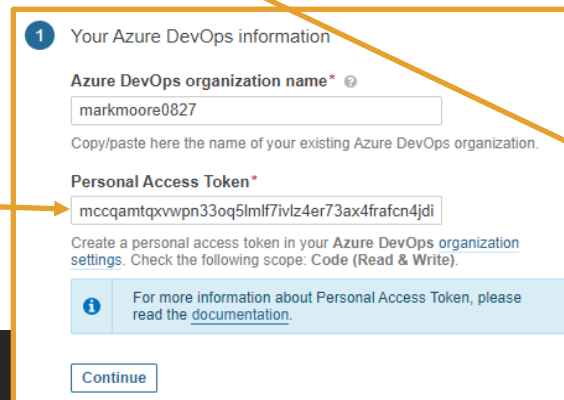 1 Your Azure DevOps information
Azure DevOps organization name*
markmoore0827
Copy/paste here the name of your existing Azure DevOps organization.
Personal Access Token*
mccqamtqxvwpn33oq5lmlf7ivlz4er73ax4frafcn4jdi
Create a personal access token in your Azure DevOps organization
settings. Check the following scope: Code (Read & Write).
For more information about Personal Access Token, please
read the documentation.
Continue